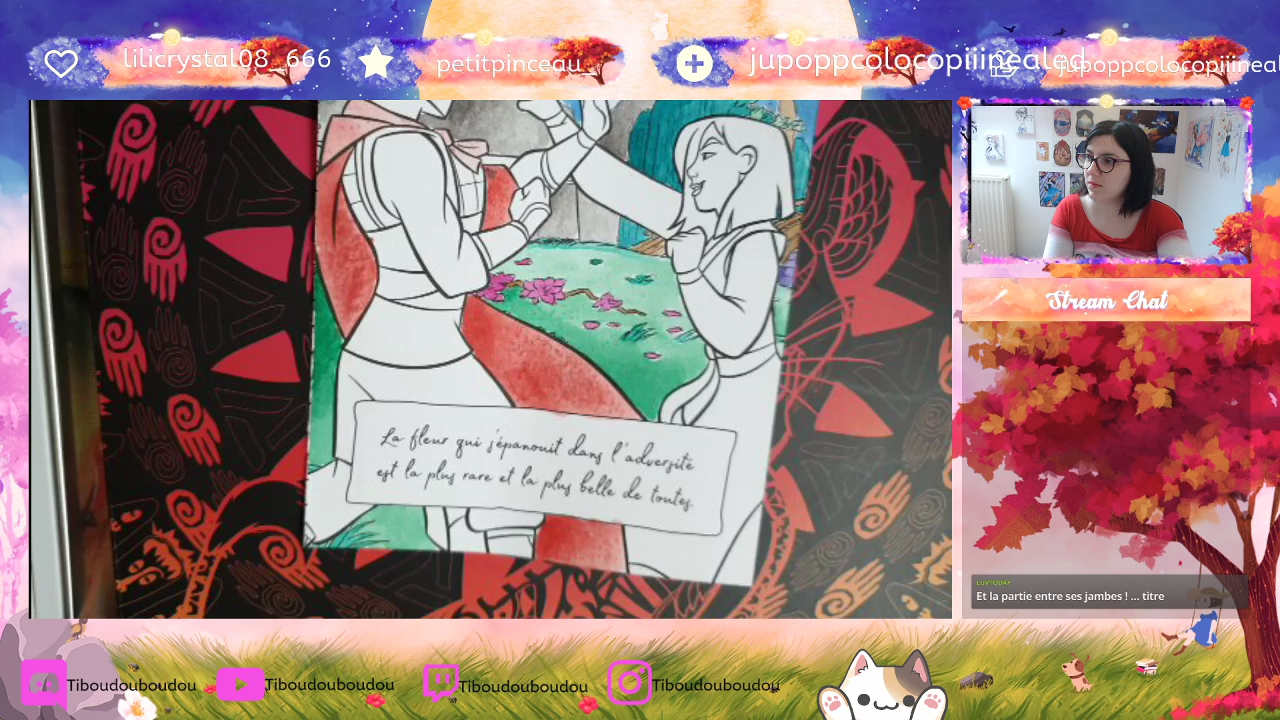 lilicrystal08_666
petitpinceau
jupoppcolocopiiinealed
jupoppcolocopiiineal
La fleur qui s'épanouit dans l'adversité
est la plus rare et la plus belle de toutes.
Stream Chat
LUVTODAY
Et la partie entre ses jambes ! ... titre
Tiboudouboudou
Tiboudouboudou
Tiboudouboudou
Tiboudouboudou